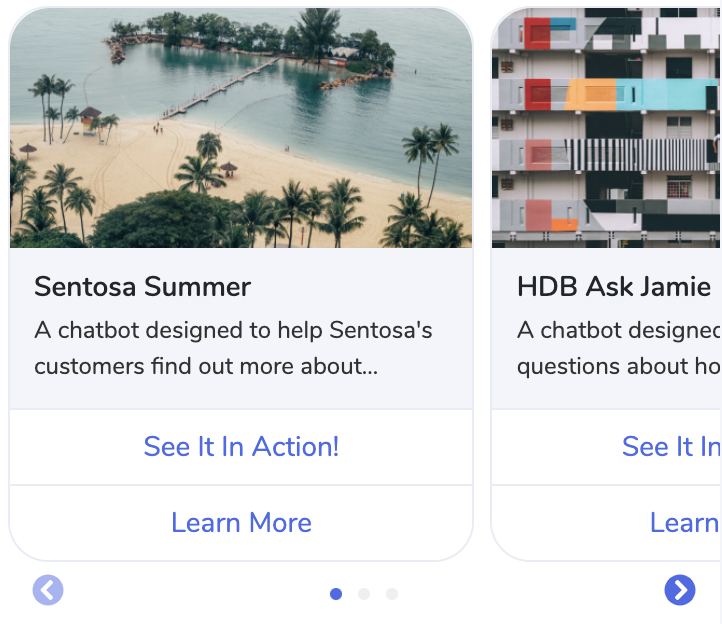 Sentosa Summer
A chatbot designed to help Sentosa's
customers find out more about...
See It In Action!
Learn More
HDB Ask Jamie
A chatbot designed
questions about ho
See It In
Learn